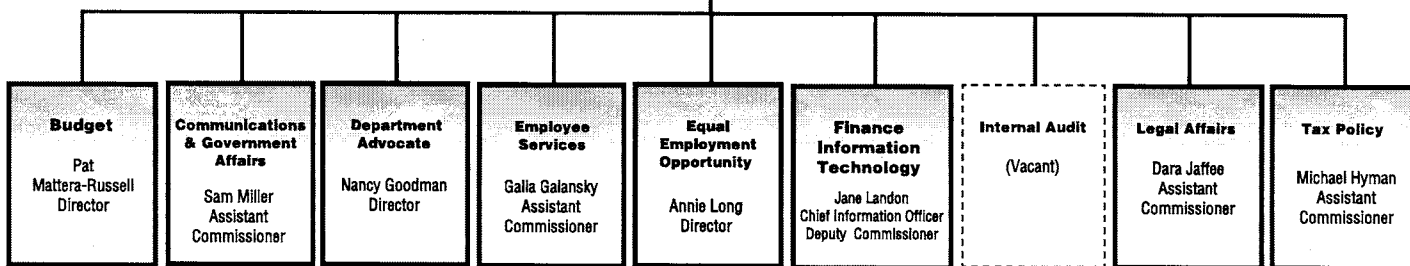 Budget
Pat
Mattera-Russell
Director
Communications
& Government
Affairs
Sam Miller
Assistant
Commissioner
Department
Advocate
Nancy Goodman
Director
Employee
Services
Galia Galansky
Assistant
Commissioner
Equal
Employment
Opportunity
Annie Long
Director
Finance
Information
Technology
Jane Landon
Chief Information Officer
Deputy Commissioner
Internal Audit
(Vacant)
Legal Affairs
Dara Jaffee
Assistant
Commissioner
Tax Policy
Michael Hyman
Assistant
Commissioner